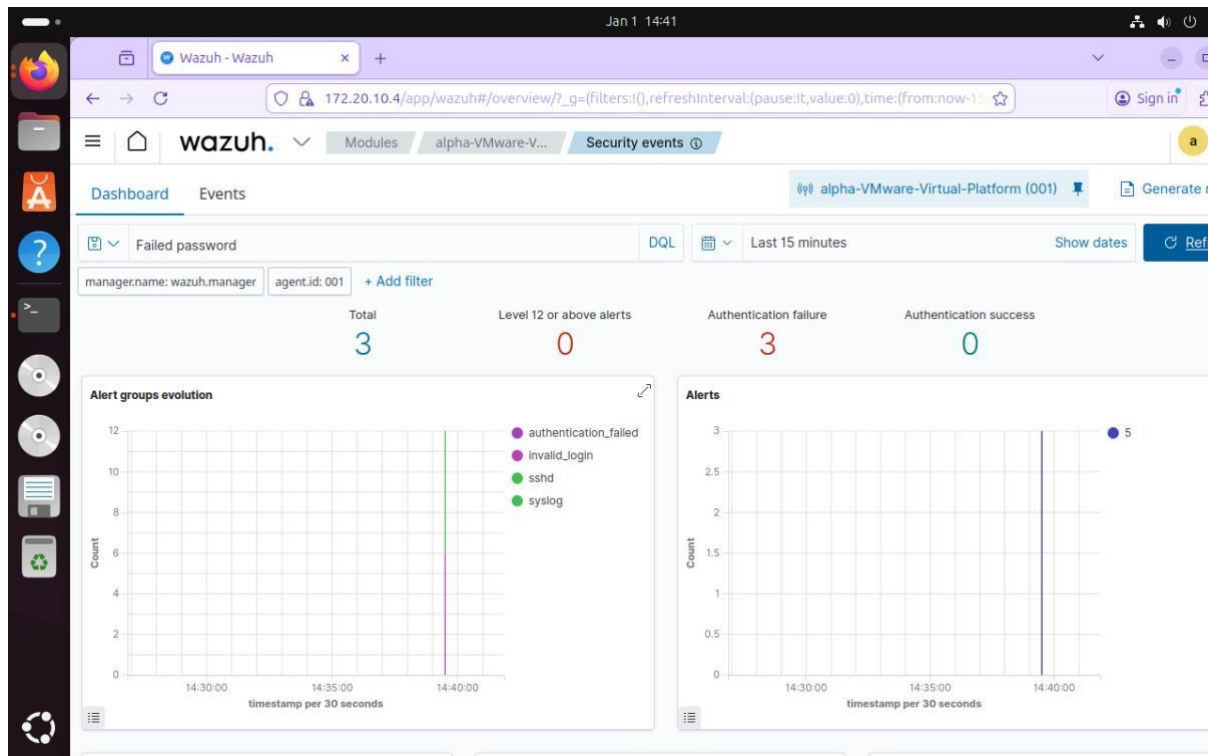 Jan 1 14:41
Wazuh - Wazuh
172.20.10.4/app/wazuh#/overview/?_g=(filters:!(),refreshInterval:(pause:!t,value:0),time:(from:now-1
Sign in
wazuh. Modules alpha-VMware-V... Security events
a
Dashboard Events alpha-VMware-Virtual-Platform (001) Generate
Failed password DQL Last 15 minutes Show dates Ref
manager.name: wazuh.manager agent.id: 001 + Add filter
Total Level 12 or above alerts Authentication failure Authentication success
3 0 3 0
Alert groups evolution
12
10
8
6
4
2
0
Count
14:30:00 14:35:00 14:40:00
timestamp per 30 seconds
authentication_failed
invalid_login
sshd
syslog
Alerts
3
2.5
2
1.5
1
0.5
0
Count
14:30:00 14:35:00 14:40:00
timestamp per 30 seconds
5